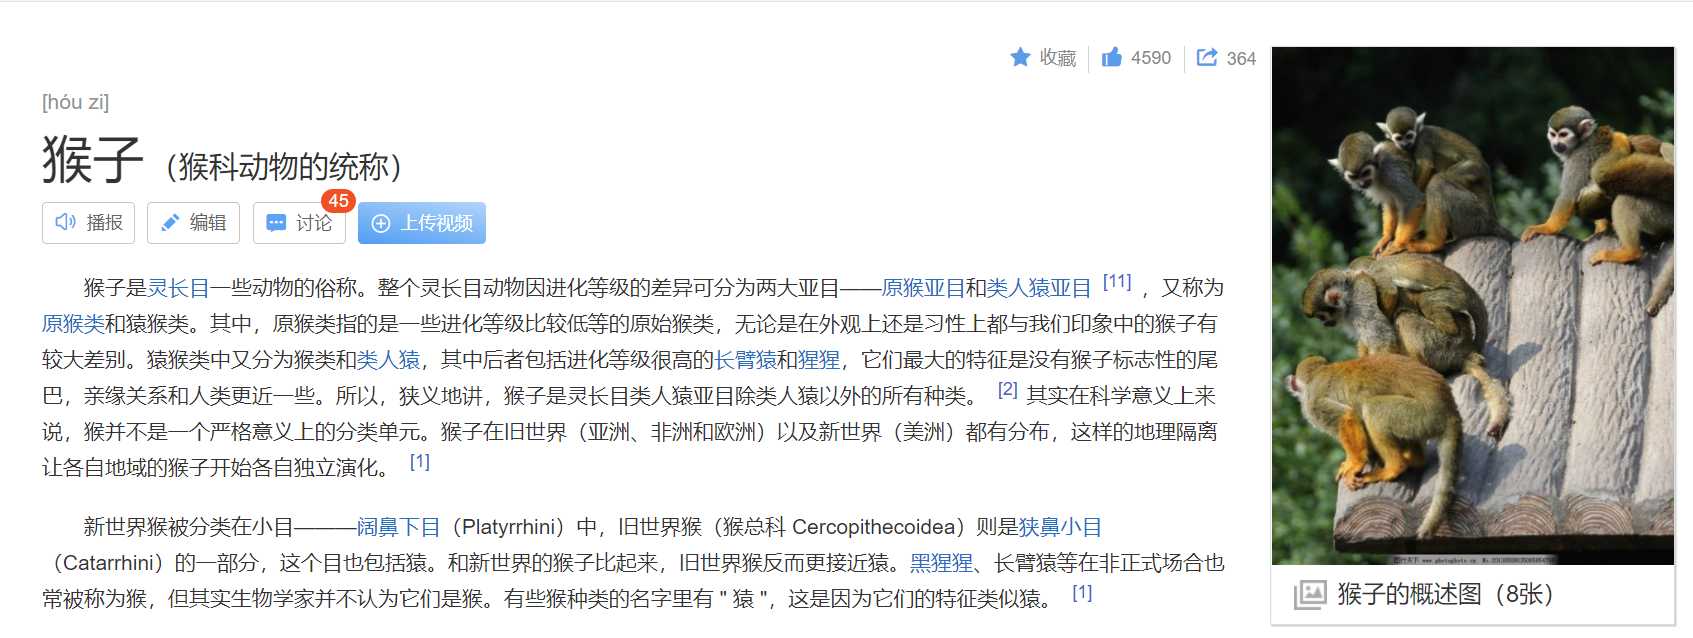 收藏 4590 364
[hóu zi]
猴子（猴科动物的统称）
播报 编辑 讨论 45 上传视频
猴子是灵长目一些动物的俗称。整个灵长目动物因进化等级的差异可分为两大亚目——原猴亚目和类人猿亚目 [11] ，又称为
原猴类和猿猴类。其中，原猴类指的是一些进化等级比较低等的原始猴类，无论是在外观上还是习性上都与我们印象中的猴子有
较大差别。猿猴类中又分为猴类和类人猿，其中后者包括进化等级很高的长臂猿和猩猩，它们最大的特征是没有猴子标志性的尾
巴，亲缘关系和人类更近一些。所以，狭义地讲，猴子是灵长目类人猿亚目除类人猿以外的所有种类。 [2] 其实在科学意义上来
说，猴并不是一个严格意义上的分类单元。猴子在旧世界（亚洲、非洲和欧洲）以及新世界（美洲）都有分布，这样的地理隔离
让各自地域的猴子开始各自独立演化。 [1]
新世界猴被分类在小目———阔鼻下目（Platyrrhini）中，旧世界猴（猴总科 Cercopithecoidea）则是狭鼻小目
（Catarrhini）的一部分，这个目也包括猿。和新世界的猴子比起来，旧世界猴反而更接近猿。黑猩猩、长臂猿等在非正式场合也
常被称为猴，但其实生物学家并不认为它们是猴。有些猴种类的名字里有 " 猿 "，这是因为它们的特征类似猿。 [1]
猴子的概述图（8张）